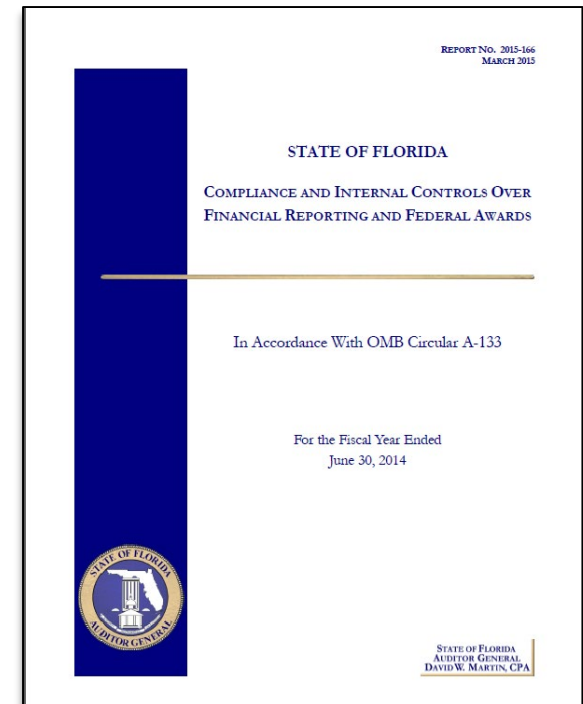 REPORT NO. 2015-166
MARCH 2015
STATE OF FLORIDA
COMPLIANCE AND INTERNAL CONTROLS OVER
FINANCIAL REPORTING AND FEDERAL AWARDS
In Accordance With OMB Circular A-133
For the Fiscal Year Ended
June 30, 2014
STATE OF FLORIDA
AUDITOR GENERAL
STATE OF FLORIDA
AUDITOR GENERAL
DAVID W. MARTIN, CPA